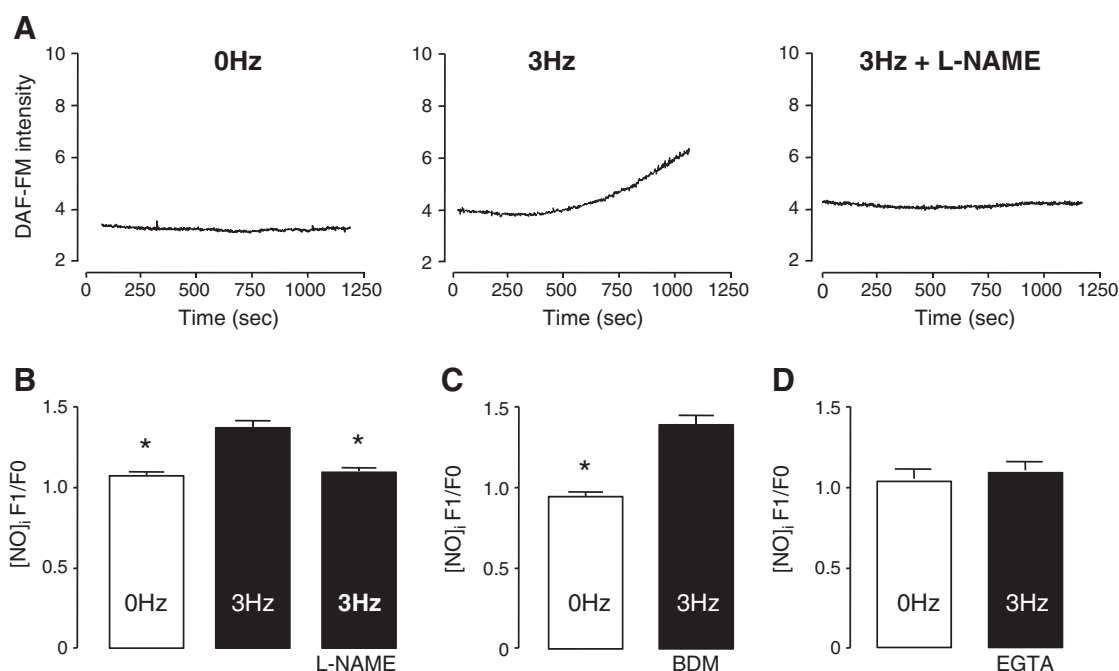 A
0Hz
3Hz
3Hz + L-NAME
DAF-FM intensity
10
8
6
4
2
0 250 500 750 1000 1250
Time (sec)
10
8
6
4
2
0 250 500 750 1000 1250
Time (sec)
10
8
6
4
2
0 250 500 750 1000 1250
Time (sec)
B
[NO]i F1/F0
1.5
1.0
0.5
0
*
*
0Hz
3Hz
3Hz
L-NAME
C
[NO]i F1/F0
1.5
1.0
0.5
0
*
0Hz
3Hz
BDM
D
[NO]i F1/F0
1.5
1.0
0.5
0
0Hz
3Hz
EGTA